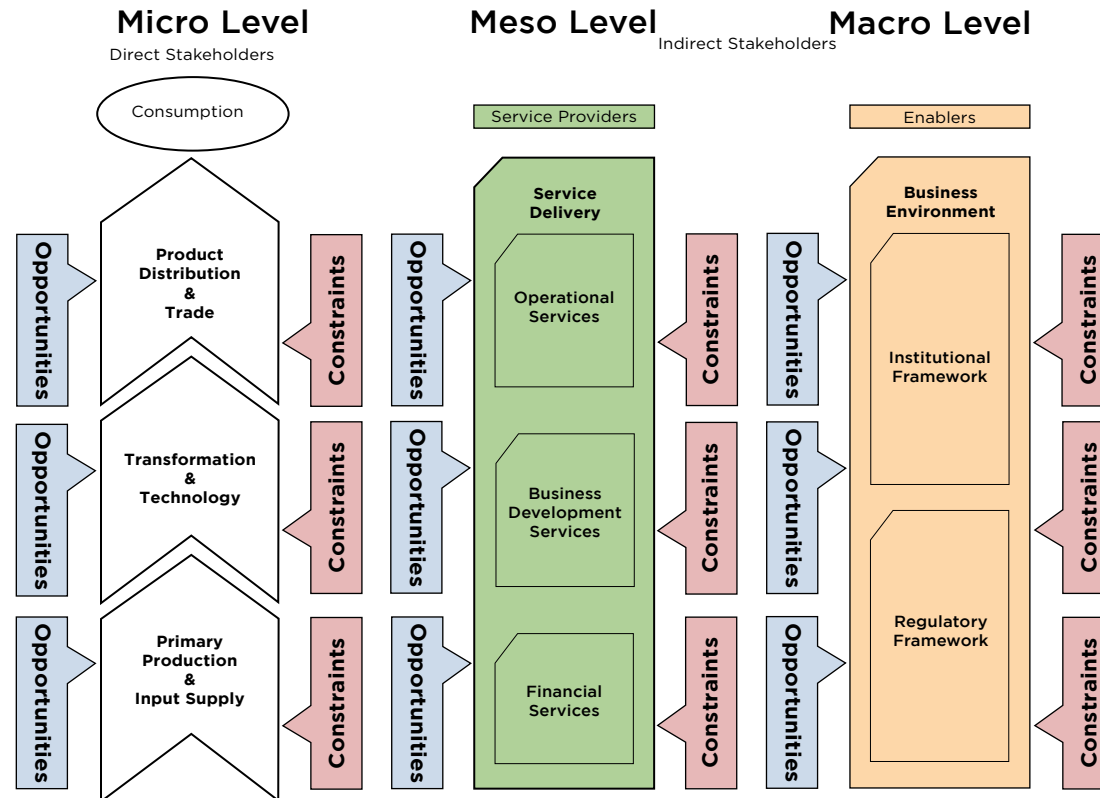 Micro Level
Direct Stakeholders
Consumption
Opportunities
Product
Distribution
&
Trade
Constraints
Opportunities
Transformation
&
Technology
Constraints
Opportunities
Primary
Production
&
Input Supply
Constraints
Meso Level
Indirect Stakeholders
Service Providers
Service
Delivery
Opportunities
Operational
Services
Constraints
Opportunities
Business
Development
Services
Constraints
Opportunities
Financial
Services
Constraints
Macro Level
Enablers
Business
Environment
Opportunities
Institutional
Framework
Constraints
Opportunities
Constraints
Opportunities
Regulatory
Framework
Constraints